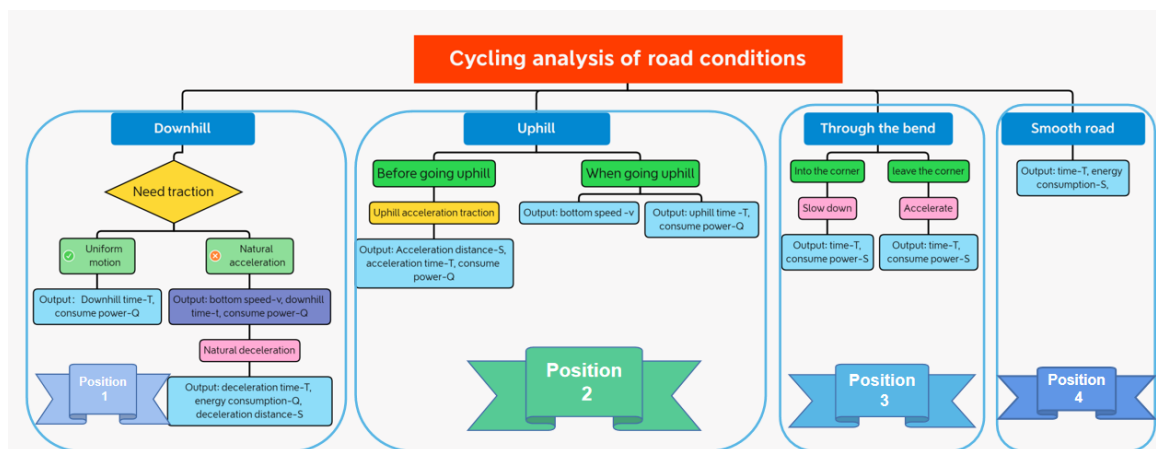 Cycling analysis of road conditions
Downhill
Need traction
Uniform
motion
Natural
acceleration
Output： Downhill time-T,
consume power-Q
Output: bottom speed-v, downhill
time-t, consume power-Q
Natural deceleration
Output: deceleration time-T,
energy consumption-Q,
deceleration distance-S
Position
1
Uphill
Before going uphill
When going uphill
Uphill acceleration traction
Output: Acceleration distance-S,
acceleration time-T, consume
power-Q
Output: bottom speed -v
Output: uphill time -T,
consume power-Q
Position
2
Through the bend
Into the corner
leave the corner
Slow down
Accelerate
Output: time-T,
consume power-S
Output: time-T,
consume power-S
Position
3
Smooth road
Output: time-T, energy
consumption-S,
Position
4